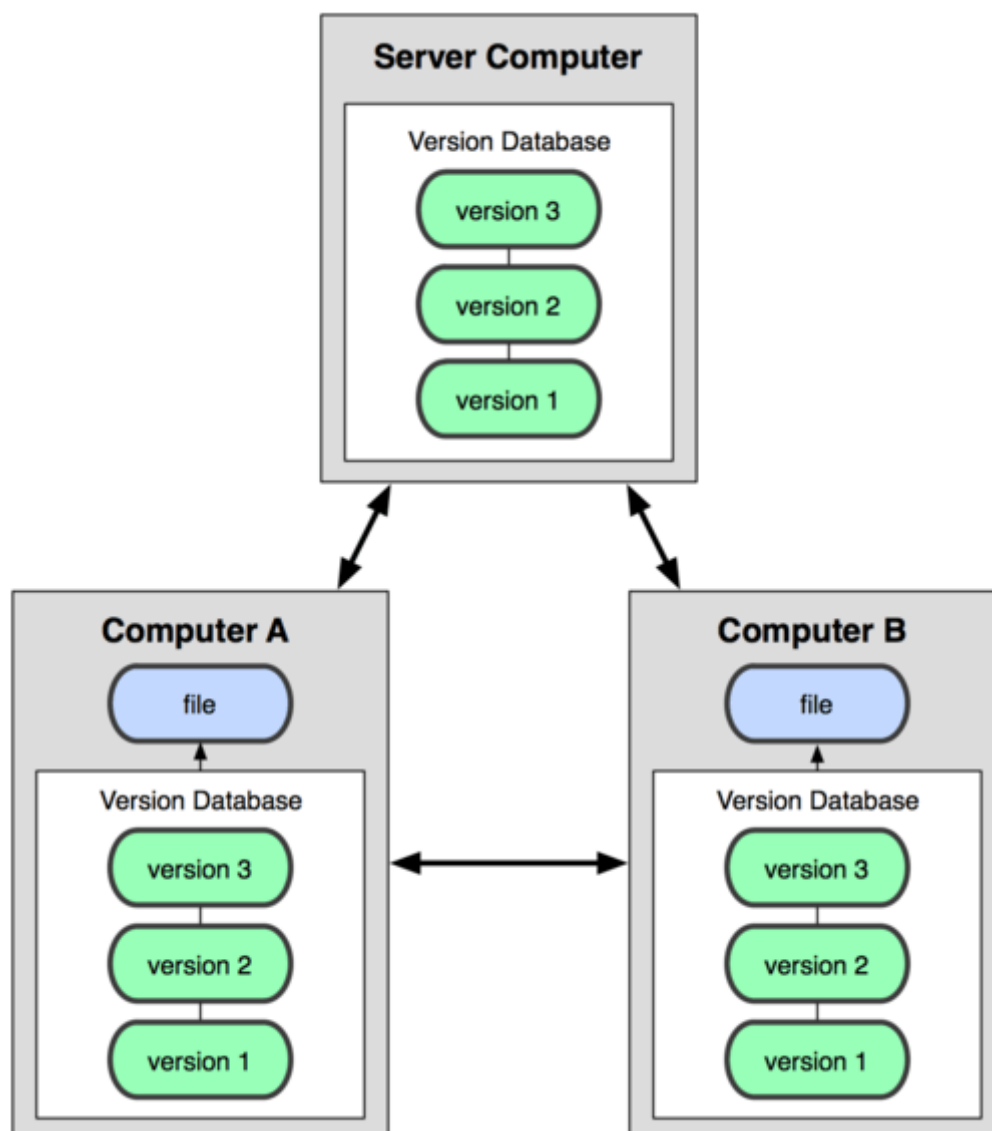 Server Computer
Version Database
version 3
version 2
version 1
Computer A
file
Version Database
version 3
version 2
version 1
Computer B
file
Version Database
version 3
version 2
version 1